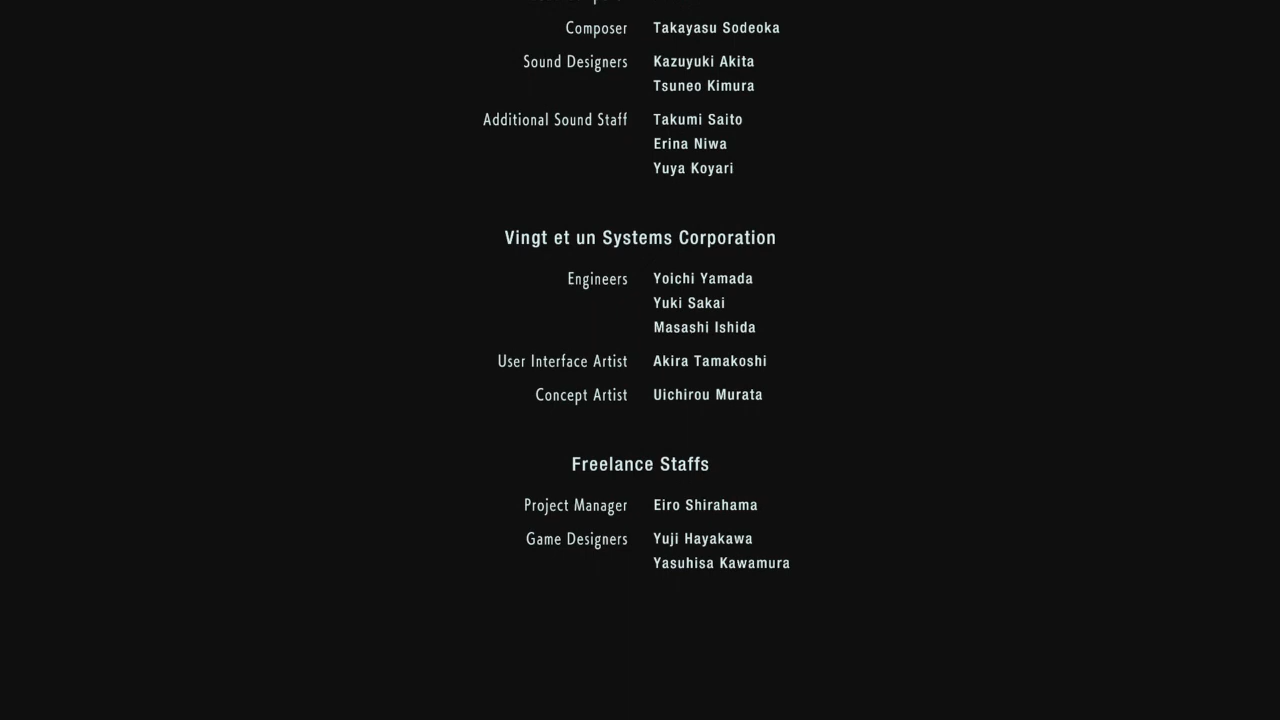 Composer Takayasu Sodeoka
Sound Designers Kazuyuki Akita
Tsuneo Kimura
Additional Sound Staff Takumi Saito
Erina Niwa
Yuya Koyari
Vingt et un Systems Corporation
Engineers Yoichi Yamada
Yuki Sakai
Masashi Ishida
User Interface Artist Akira Tamakoshi
Concept Artist Uichirou Murata
Freelance Staffs
Project Manager Eiro Shirahama
Game Designers Yuji Hayakawa
Yasuhisa Kawamura